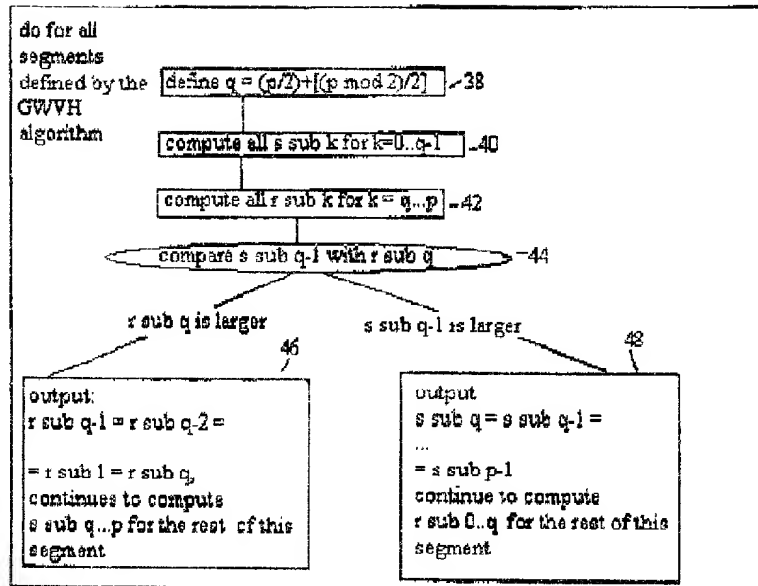 do for all
segments
defined by the
GWVH
algorithm
define q = (p/2)+[(p mod 2)/2]
38
compute all s sub k for k=0..q-1
40
compute all r sub k for k = q...p
42
compare s sub q-1 with r sub q
44
r sub q is larger
s sub q-1 is larger
46
output:
r sub q-1 = r sub q-2 =
= r sub 1 = r sub q,
continues to compute
s sub q...p for the rest of this
segment
48
output
s sub q = s sub q-1 =
...
= s sub p-1
continue to compute
r sub 0..q for the rest of this
segment